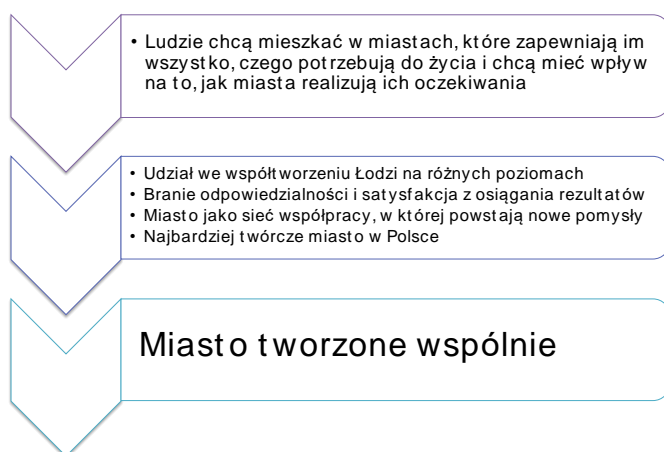 • Ludzie chcą mieszkać w miastach, które zapewniają im
wszystko, czego potrzebują do życia i chcą mieć wpływ
na to, jak miasta realizują ich oczekiwania
• Udział we współtworzeniu Łodzi na różnych poziomach
• Branie odpowiedzialności i satysfakcja z osiągania rezultatów
• Miasto jako sieć współpracy, w której powstają nowe pomysły
• Najbardziej twórcze miasto w Polsce
Miasto tworzone wspólnie